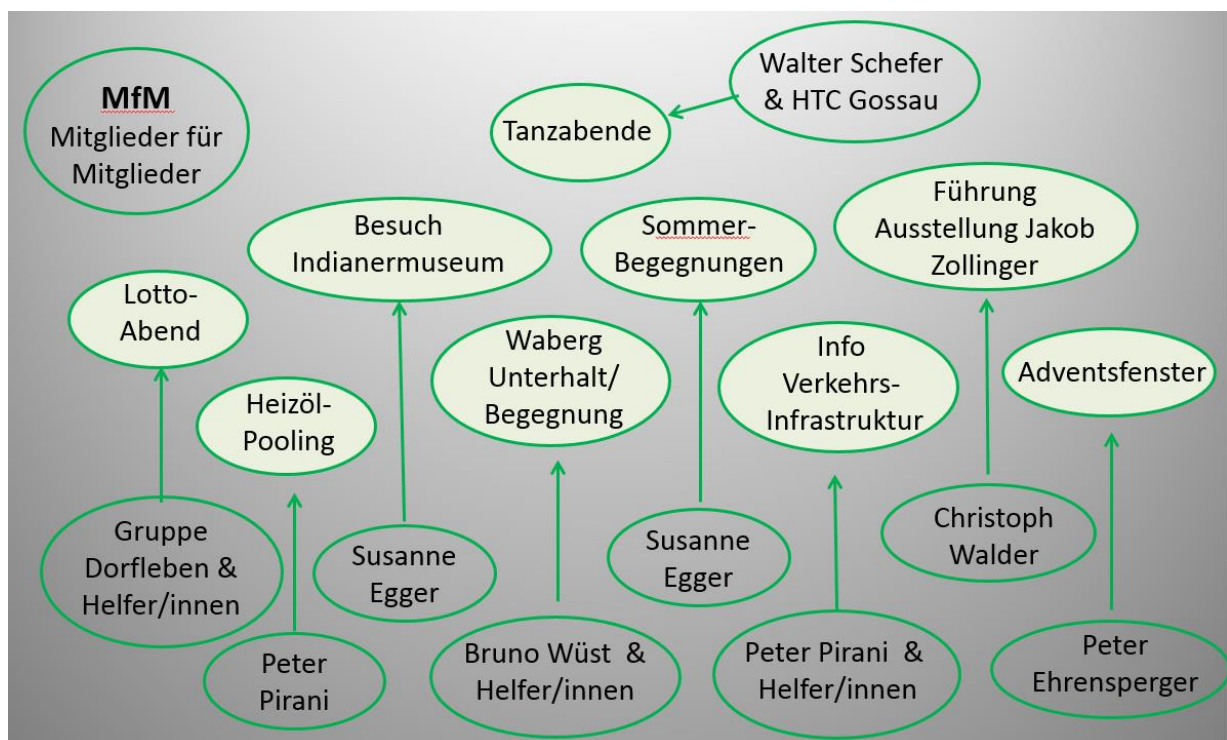 MfM
Mitglieder für
Mitglieder
Walter Schefer
& HTC Gossau
Tanzabende
Führung
Ausstellung Jakob
Zollinger
Besuch
Indianermuseum
Sommer-
Begegnungen
Lotto-
Abend
Waberg
Unterhalt/
Begegnung
Info
Verkehrs-
Infrastruktur
Adventsfenster
Heizöl-
Pooling
Gruppe
Dorfleben &
Helfer/innen
Susanne
Egger
Susanne
Egger
Christoph
Walder
Peter
Pirani
Bruno Wüst &
Helfer/innen
Peter Pirani &
Helfer/innen
Peter
Ehrensperger